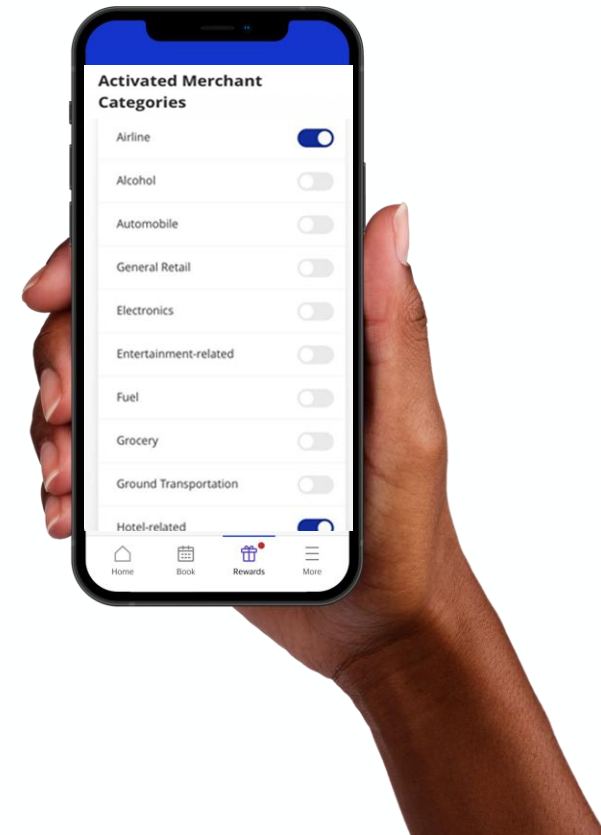 Activated Merchant
Categories
Airline
Alcohol
Automobile
General Retail
Electronics
Entertainment-related
Fuel
Grocery
Ground Transportation
Hotel-related
Home
Book
Rewards
More